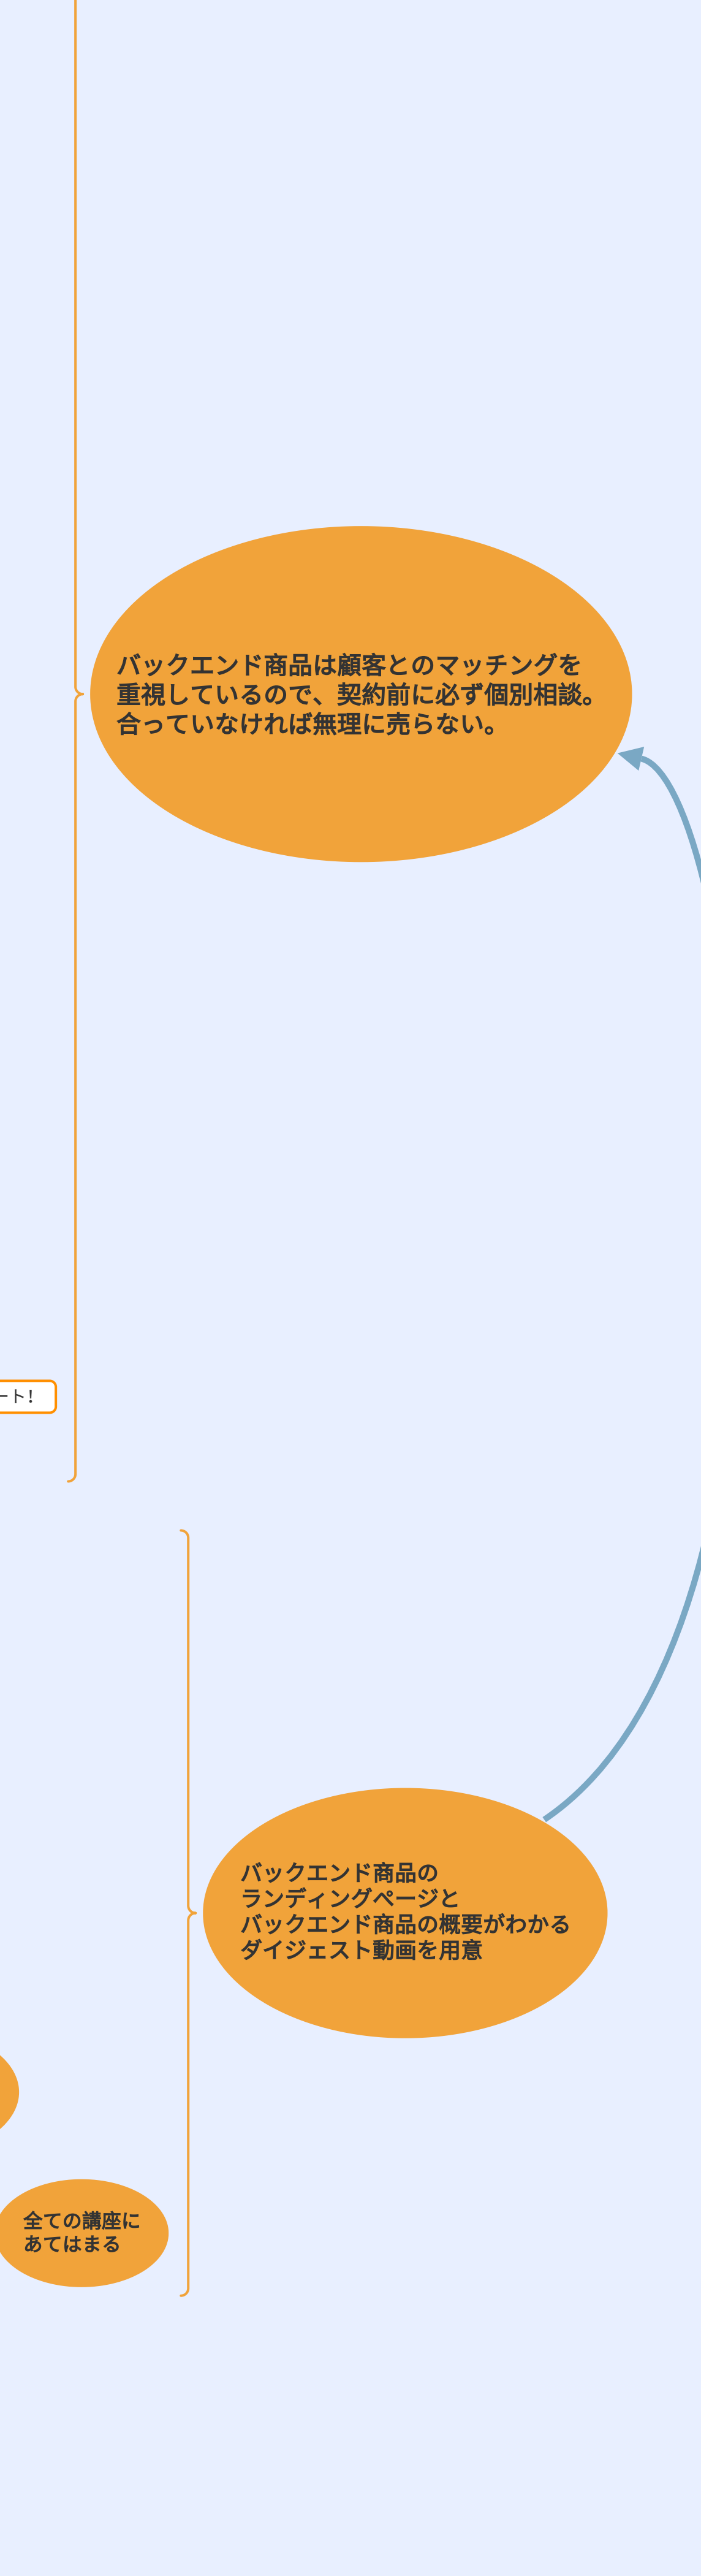 バックエンド商品は顧客とのマッチングを
重視しているので、契約前に必ず個別相談。
合っていなければ無理に売らない。
ート！
バックエンド商品の
ランディングページと
バックエンド商品の概要がわかる
ダイジェスト動画を用意
全ての講座に
あてはまる